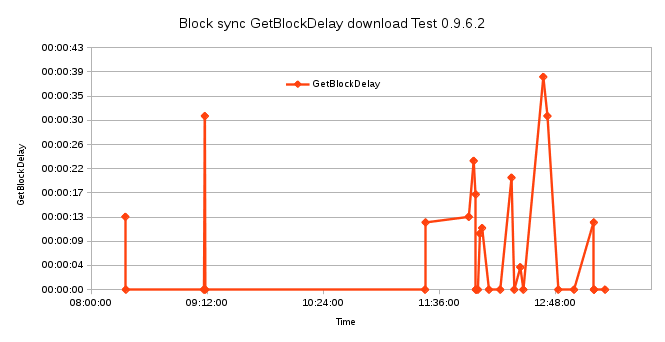 Block sync GetBlockDelay download Test 0.9.6.2
00:00:43
00:00:39
00:00:35
00:00:30
00:00:26
00:00:22
00:00:17
00:00:13
00:00:09
00:00:04
00:00:00
GetBlockDelay
GetBlockDelay
08:00:00 09:12:00 10:24:00 11:36:00 12:48:00
Time